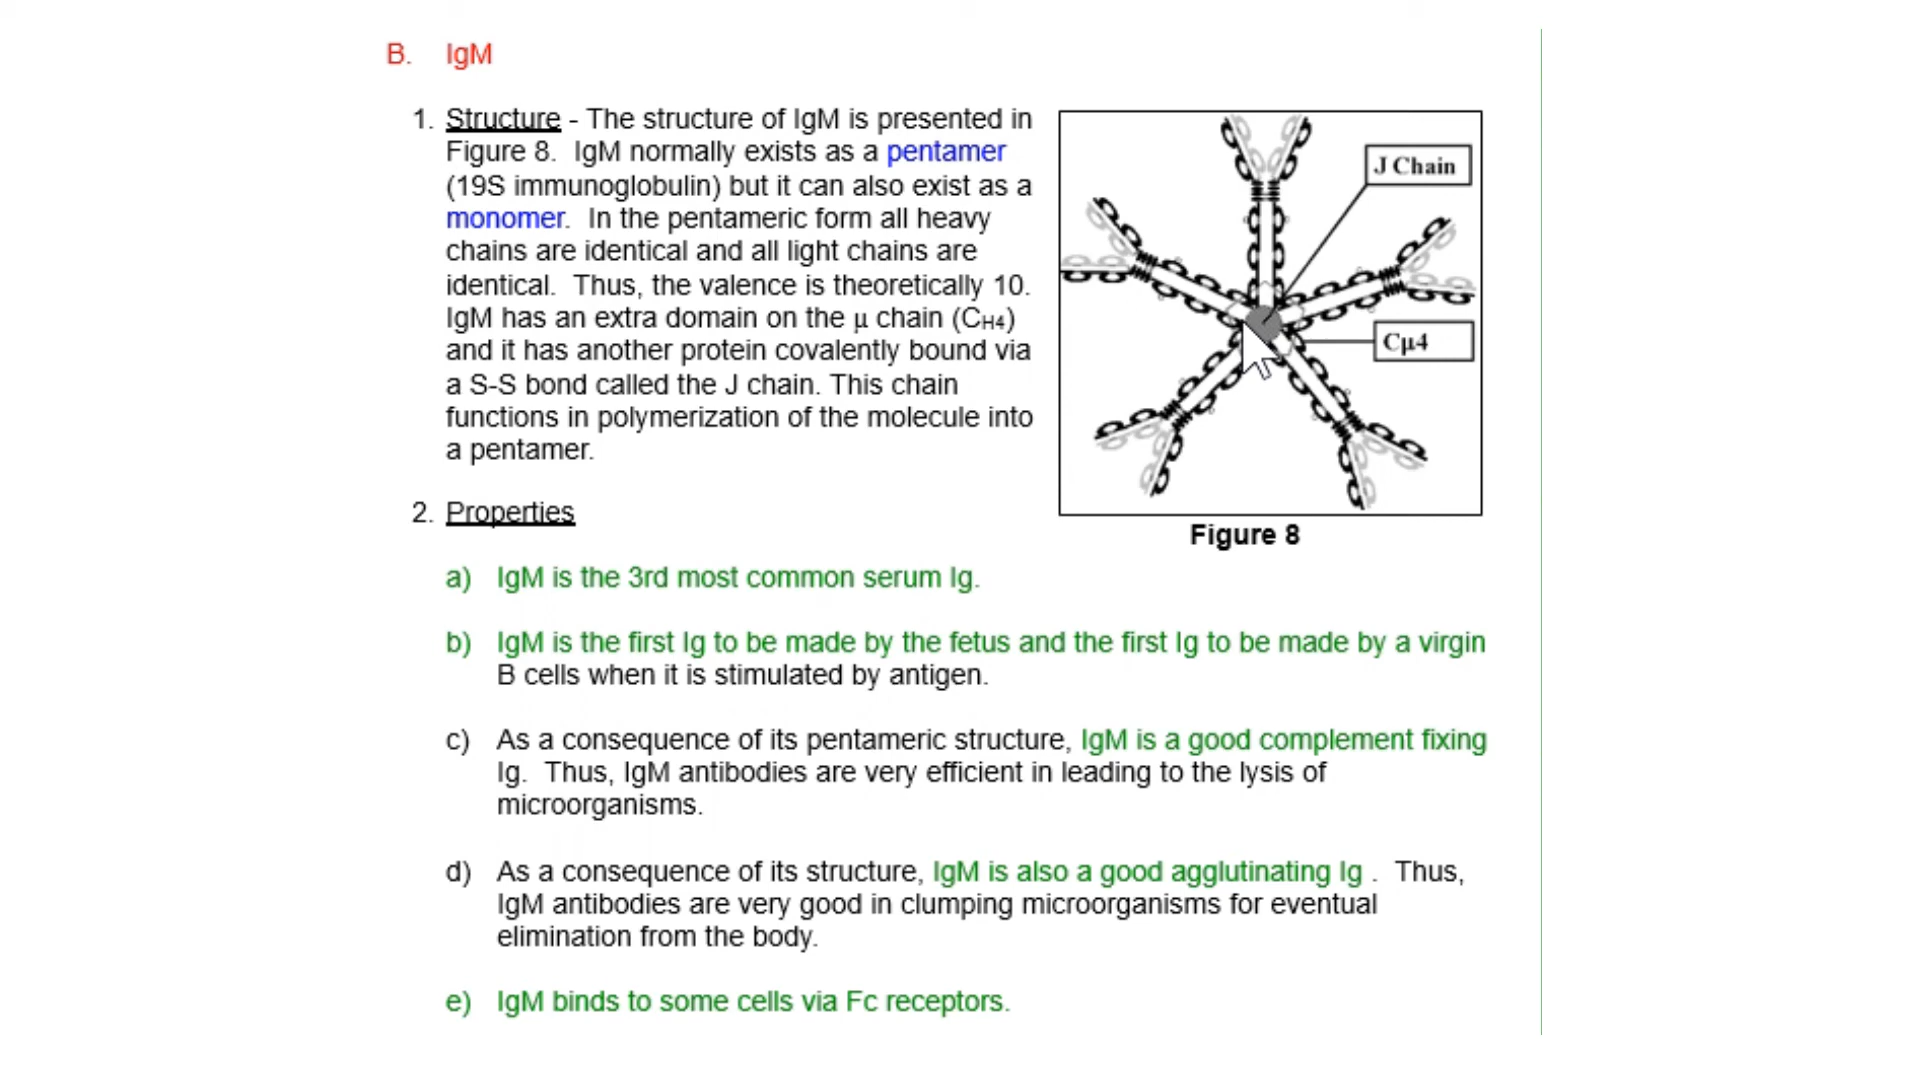 B. IgM
1. Structure - The structure of IgM is presented in
Figure 8. IgM normally exists as a pentamer
(19S immunoglobulin) but it can also exist as a
monomer. In the pentameric form all heavy
chains are identical and all light chains are
identical. Thus, the valence is theoretically 10.
IgM has an extra domain on the μ chain (CH4)
and it has another protein covalently bound via
a S-S bond called the J chain. This chain
functions in polymerization of the molecule into
a pentamer.
J Chain
Cμ4
Figure 8
2. Properties
a) IgM is the 3rd most common serum Ig.
b) IgM is the first Ig to be made by the fetus and the first Ig to be made by a virgin
B cells when it is stimulated by antigen.
c) As a consequence of its pentameric structure, IgM is a good complement fixing
Ig. Thus, IgM antibodies are very efficient in leading to the lysis of
microorganisms.
d) As a consequence of its structure, IgM is also a good agglutinating Ig . Thus,
IgM antibodies are very good in clumping microorganisms for eventual
elimination from the body.
e) IgM binds to some cells via Fc receptors.